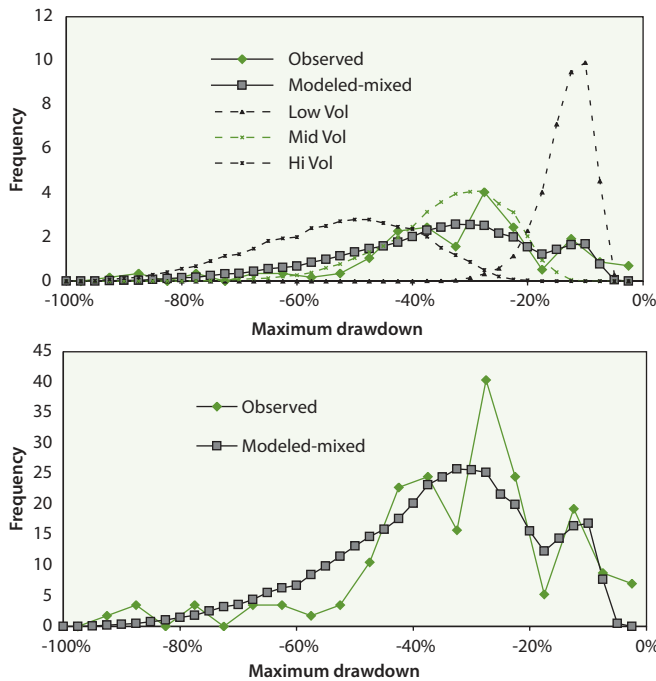 12
10
8
6
4
2
0
Frequency
Observed
Modeled-mixed
Low Vol
Mid Vol
Hi Vol
-100% -80% -60% -40% -20% 0%
Maximum drawdown
45
40
35
30
25
20
15
10
5
0
Frequency
Observed
Modeled-mixed
-100% -80% -60% -40% -20% 0%
Maximum drawdown